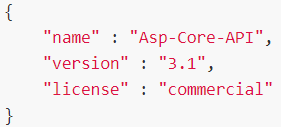 {
    "name" : "Asp-Core-API",
    "version" : "3.1",
    "license" : "commercial"
}